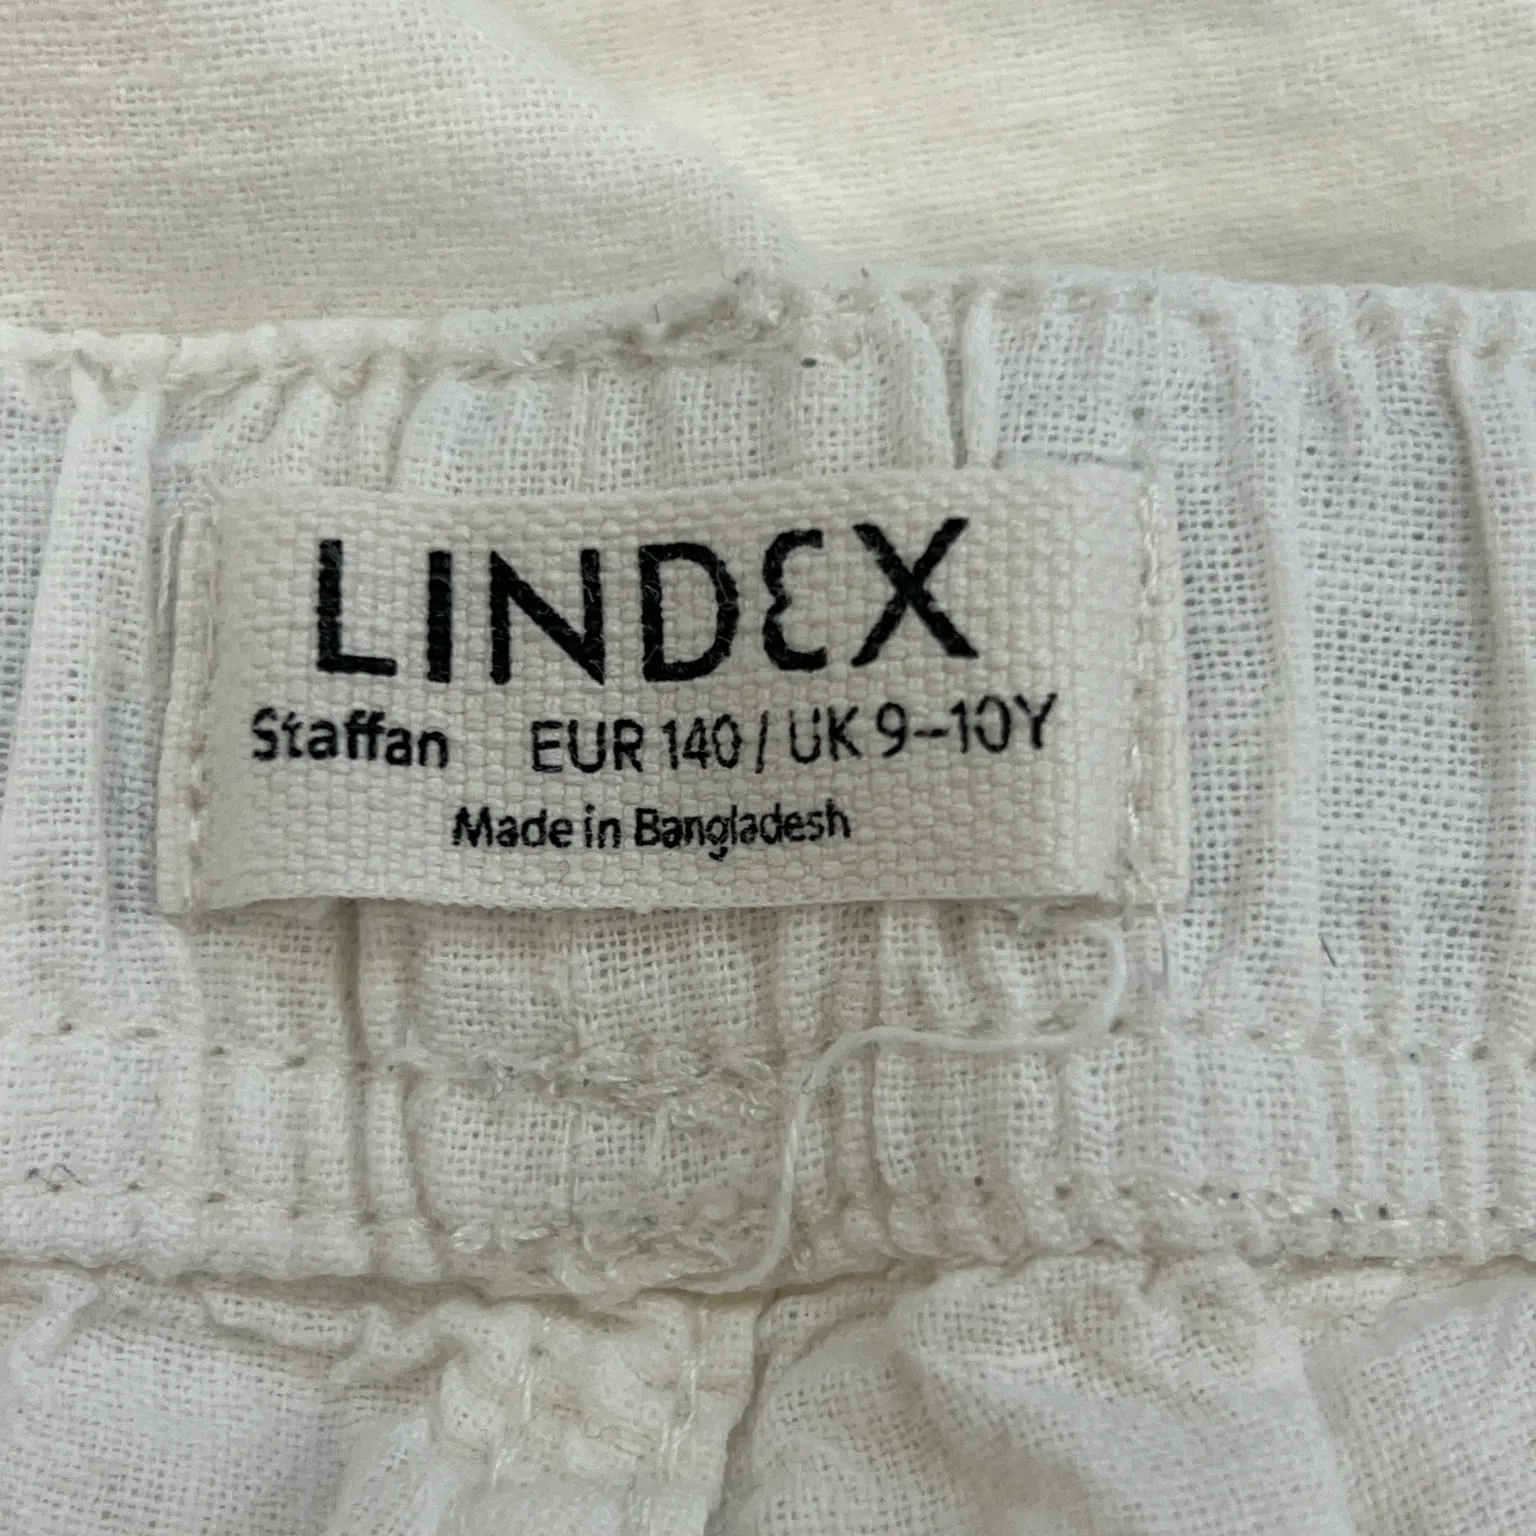 LINDEX
Staffan EUR 140 / UK 9-10Y
Made in Bangladesh